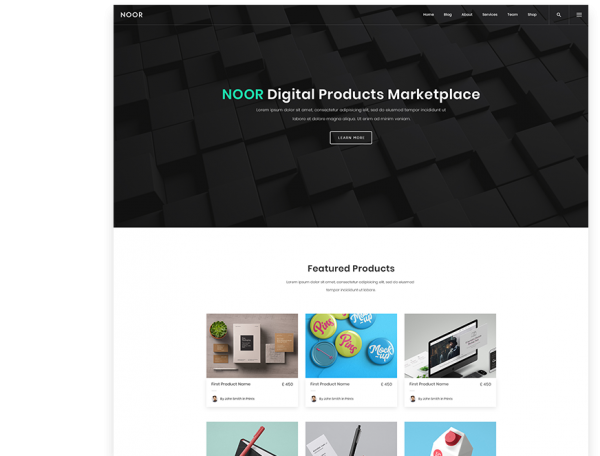 NOOR
Home Blog About Services Team Shop
NOOR Digital Products Marketplace
Lorem ipsum dolor sit amet, consectetur adipisicing elit, sed do eiusmod tempor incididunt ut
labore et dolore magna aliqua. Ut enim ad minim veniam.
LEARN MORE
Featured Products
Lorem ipsum dolor sit amet, consectetur adipisicing elit, sed do eiusmod
tempor incididunt ut labore.
Pins
Pins
Mock-up
First Product Name £ 450
First Product Name £ 450
First Product Name £ 450
By John Smith in
By John Smith in
By John Smith in